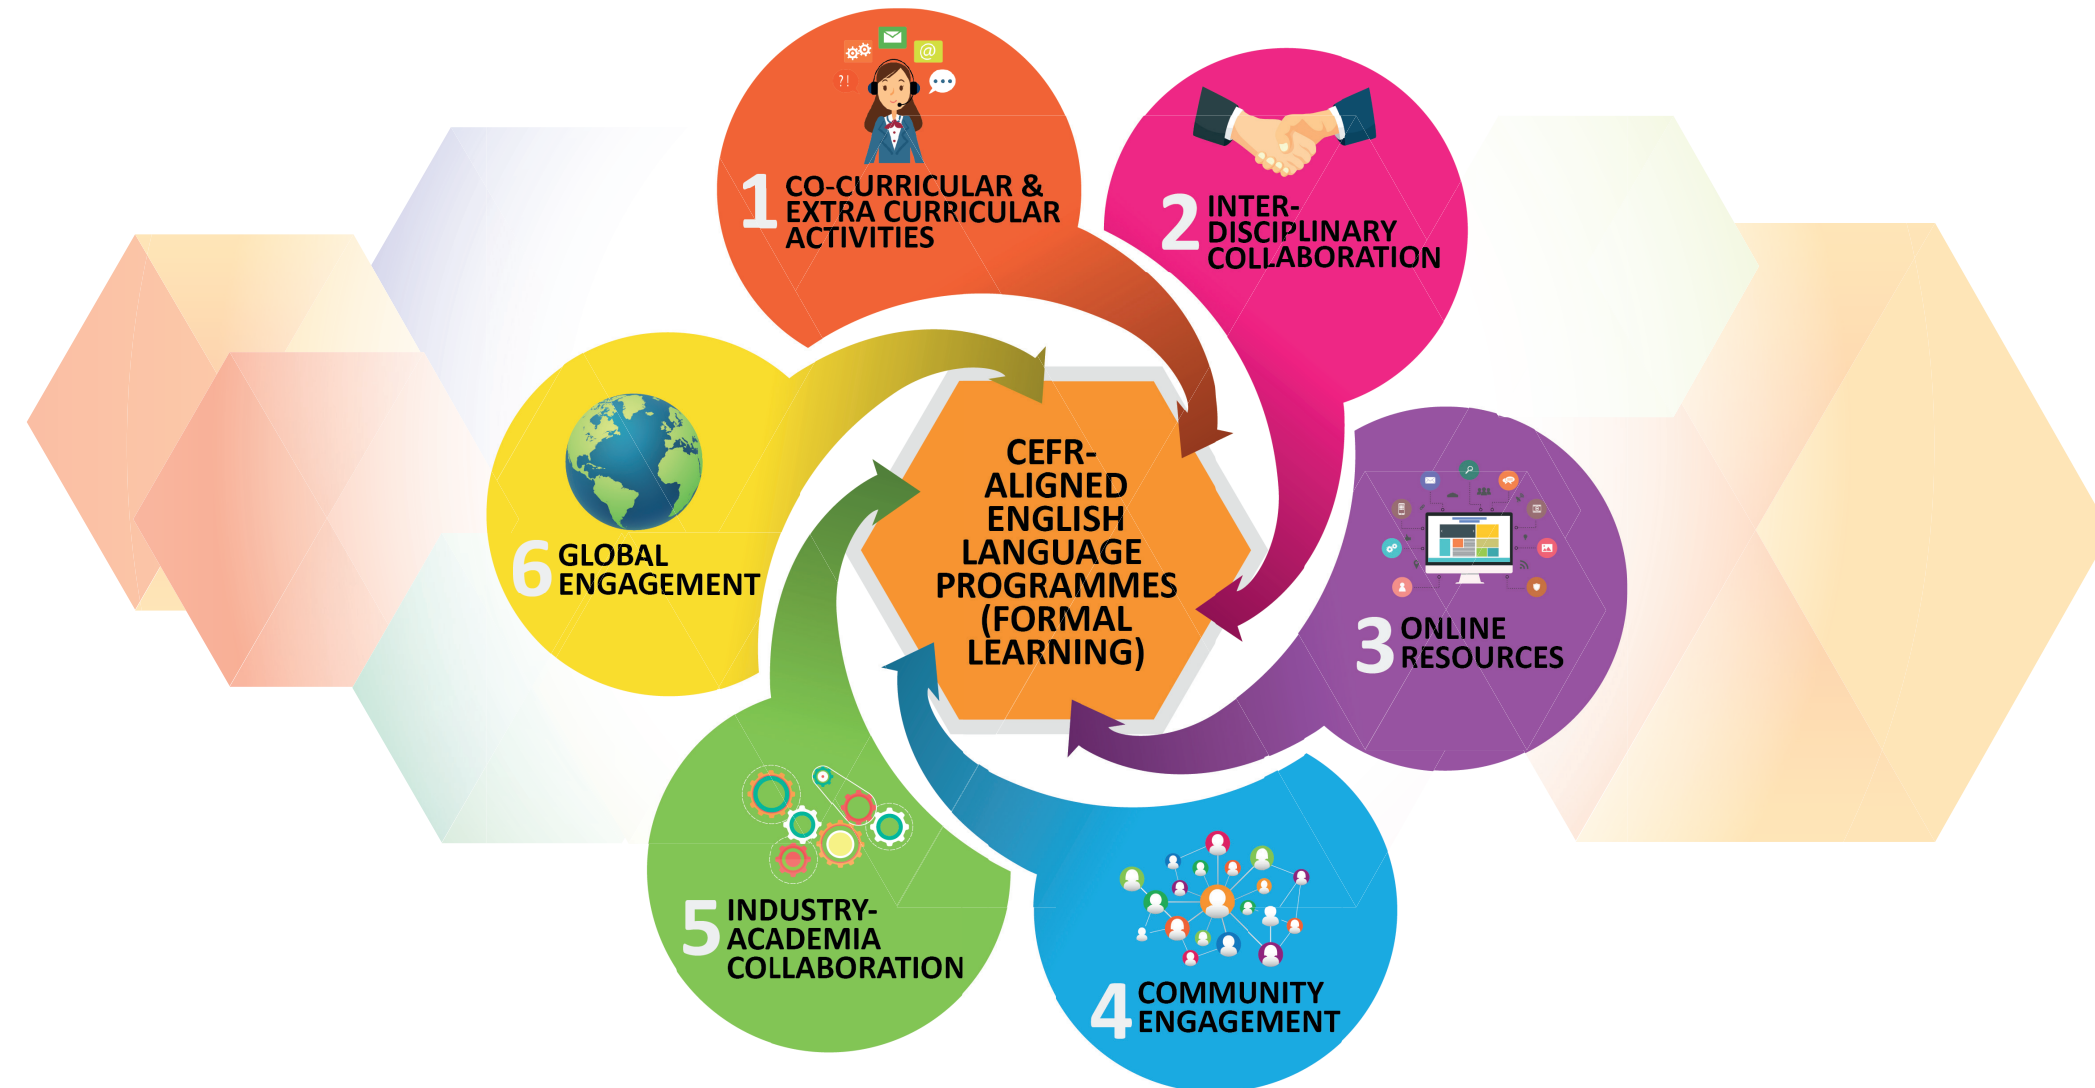 1
CO-CURRICULAR &
EXTRA CURRICULAR
ACTIVITIES
2
INTER-
DISCIPLINARY
COLLABORATION
3
ONLINE
RESOURCES
4
COMMUNITY
ENGAGEMENT
5
INDUSTRY-
ACADEMIA
COLLABORATION
6
GLOBAL
ENGAGEMENT
CEFR-
ALIGNED
ENGLISH
LANGUAGE
PROGRAMMES
(FORMAL
LEARNING)
?!
@